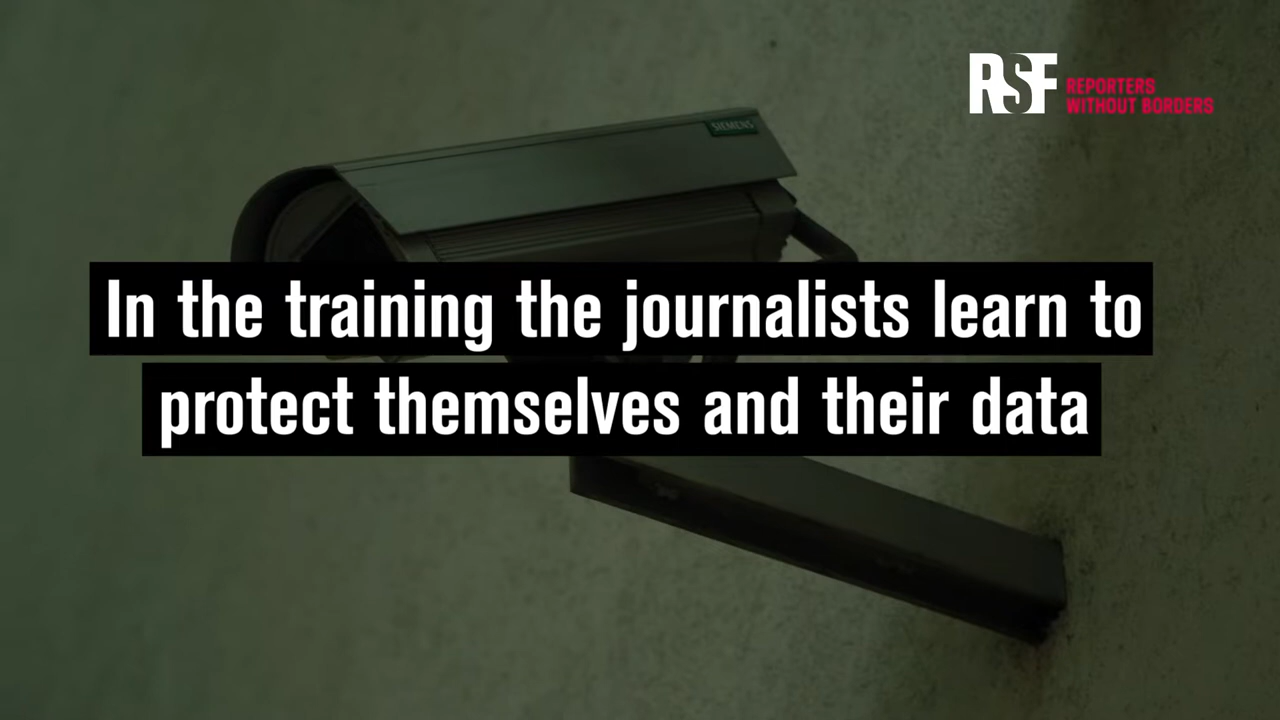 RSF REPORTERS
WITHOUT BORDERS
SIEMENS
In the training the journalists learn to
protect themselves and their data